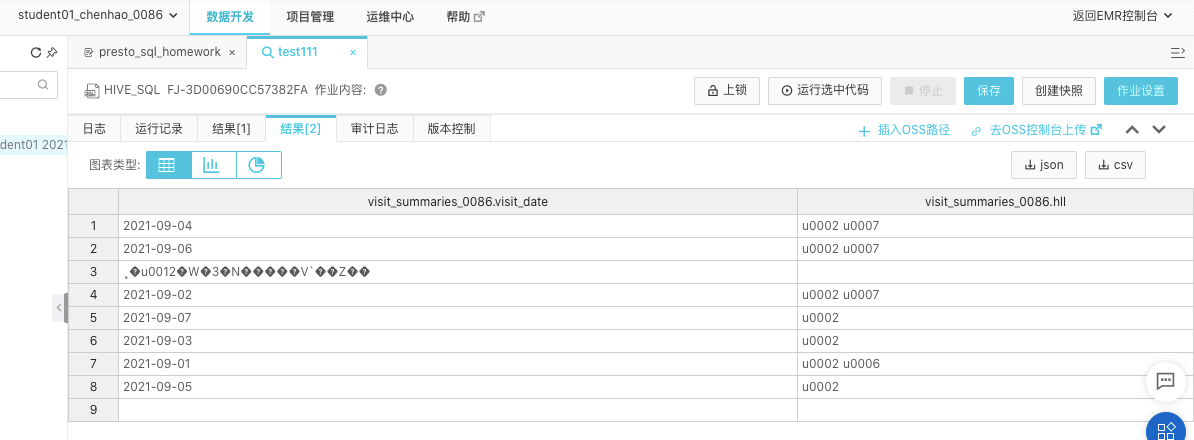 student01_chenhao_0086 数据开发 项目管理 运维中心 帮助 返回EMR控制台
presto_sql_homework × test111 ×
HIVE_SQL FJ-3D00690CC57382FA 作业内容: ? 上锁 运行选中代码 停止 保存 创建快照 作业设置
日志 运行记录 结果[1] 结果[2] 审计日志 版本控制 插入OSS路径 去OSS控制台上传
dent01 2021
图表类型: json csv
visit_summaries_0086.visit_date visit_summaries_0086.hll
1 2021-09-04 u0002 u0007
2 2021-09-06 u0002 u0007
3 ¸�u0012�W�3�N�����V`��Z��
4 2021-09-02 u0002 u0007
5 2021-09-07 u0002
6 2021-09-03 u0002
7 2021-09-01 u0002 u0006
8 2021-09-05 u0002
9